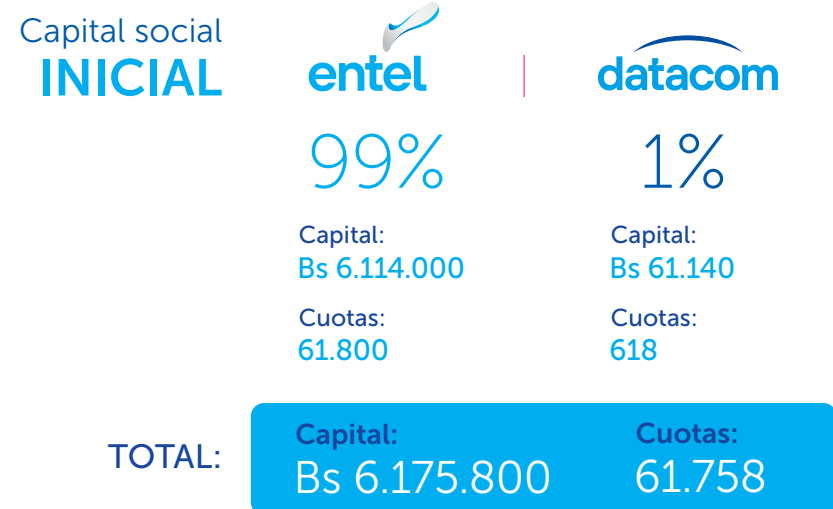 Capital social
INICIAL
entel
datacom
99%
1%
Capital:
Bs 6.114.000
Cuotas:
61.800
Capital:
Bs 61.140
Cuotas:
618
TOTAL:
Capital:
Bs 6.175.800
Cuotas:
61.758